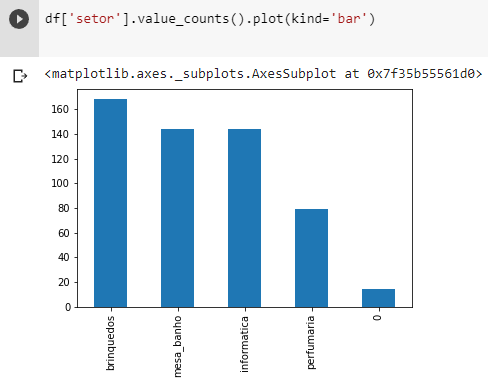 df['setor'].value_counts().plot(kind='bar')
<matplotlib.axes._subplots.AxesSubplot at 0x7f35b55561d0>
160
140
120
100
80
60
40
20
0
brinquedos
mesa_banho
informatica
perfumaria
0